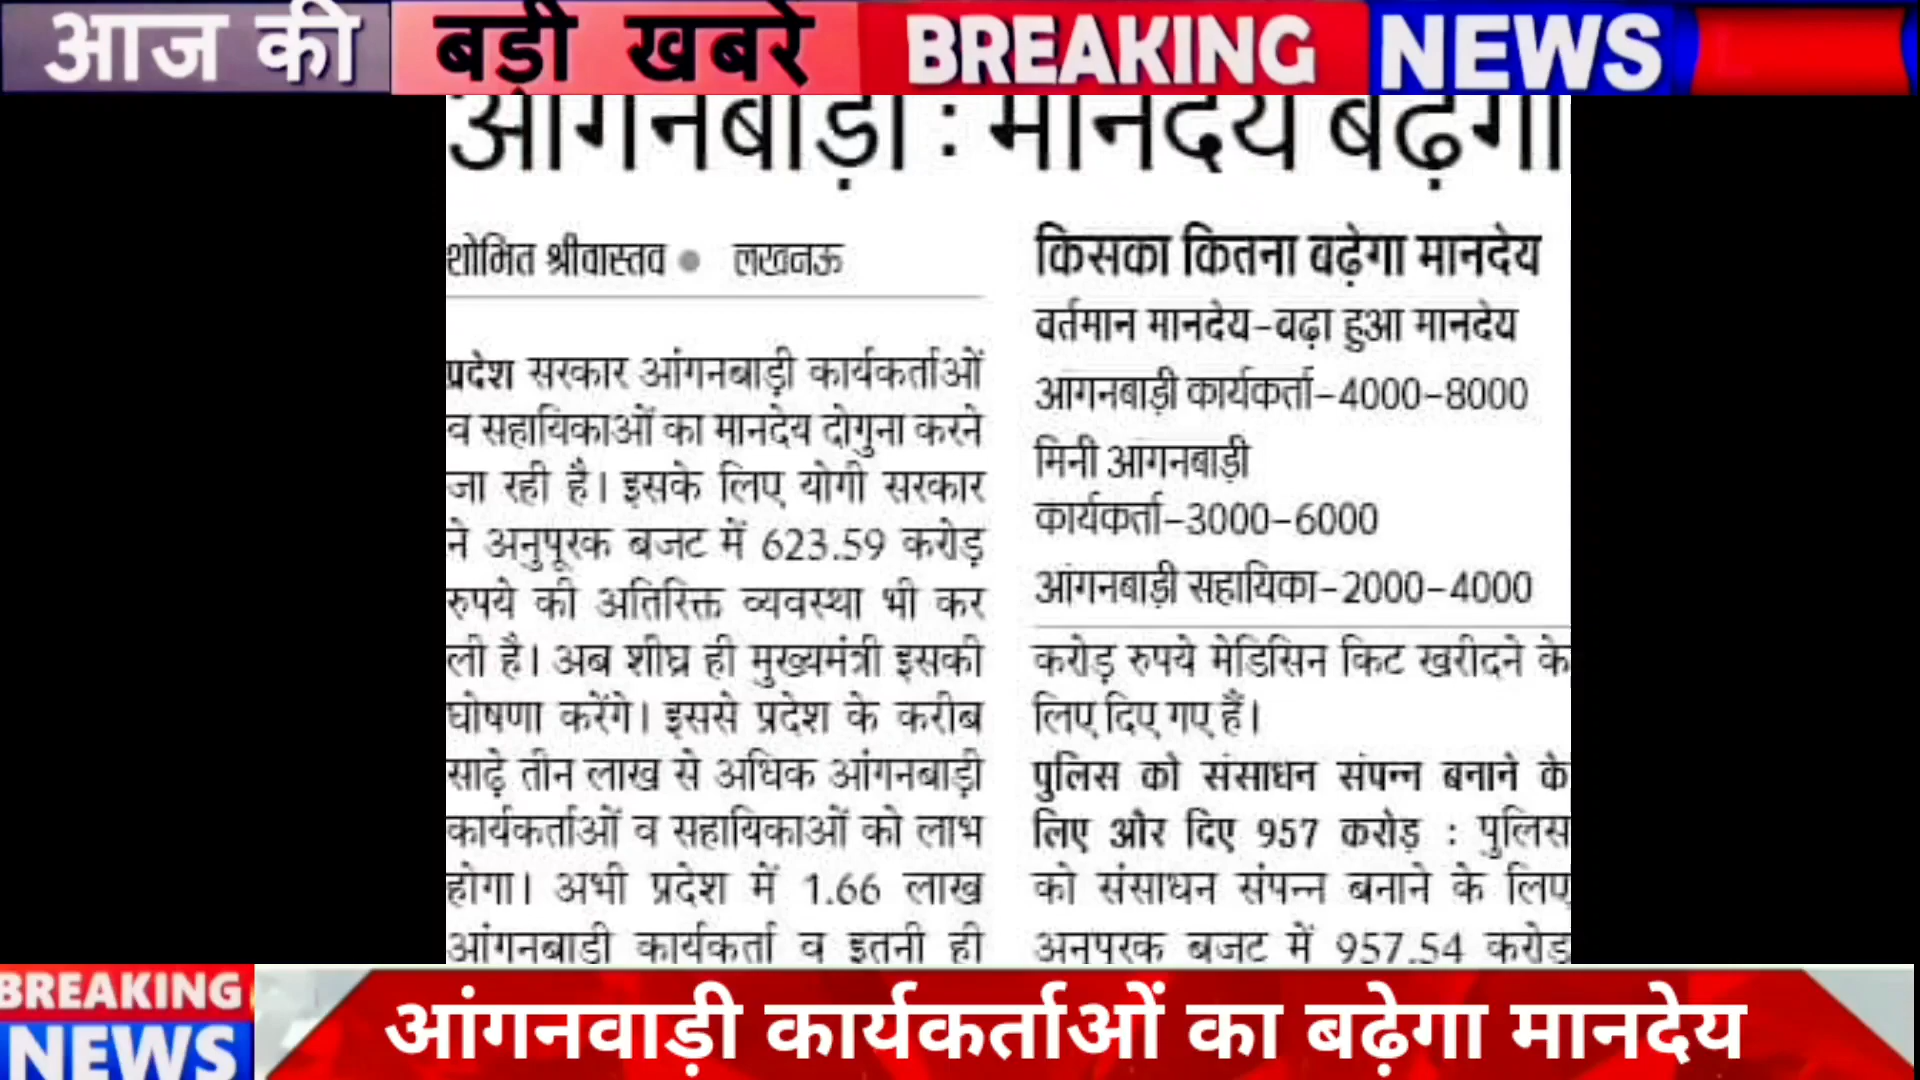 आज की बड़ी खबरें BREAKING NEWS
आंगनबाड़ी : मानदेय बढ़ेगा
शोभित श्रीवास्तव ● लखनऊ
प्रदेश सरकार आंगनबाड़ी कार्यकर्ताओं
व सहायिकाओं का मानदेय दोगुना करने
जा रही है। इसके लिए योगी सरकार
ने अनुपूरक बजट में 623.59 करोड़
रुपये की अतिरिक्त व्यवस्था भी कर
ली है। अब शीघ्र ही मुख्यमंत्री इसकी
घोषणा करेंगे। इससे प्रदेश के करीब
साढ़े तीन लाख से अधिक आंगनबाड़ी
कार्यकर्ताओं व सहायिकाओं को लाभ
होगा। अभी प्रदेश में 1.66 लाख
आंगनबाड़ी कार्यकर्ता व इतनी ही
किसका कितना बढ़ेगा मानदेय
वर्तमान मानदेय-बढ़ा हुआ मानदेय
आगनबाड़ी कार्यकर्ता-4000-8000
मिनी आगनबाड़ी
कार्यकर्ता-3000-6000
आंगनबाड़ी सहायिका-2000-4000
करोड़ रुपये मेडिसिन किट खरीदने के
लिए दिए गए हैं।
पुलिस को संसाधन संपन्न बनाने के
लिए और दिए 957 करोड़ : पुलिस
को संसाधन संपन्न बनाने के लिए
अनुपूरक बजट में 957.54 करोड़
BREAKING
NEWS
आंगनवाड़ी कार्यकर्ताओं का बढ़ेगा मानदेय